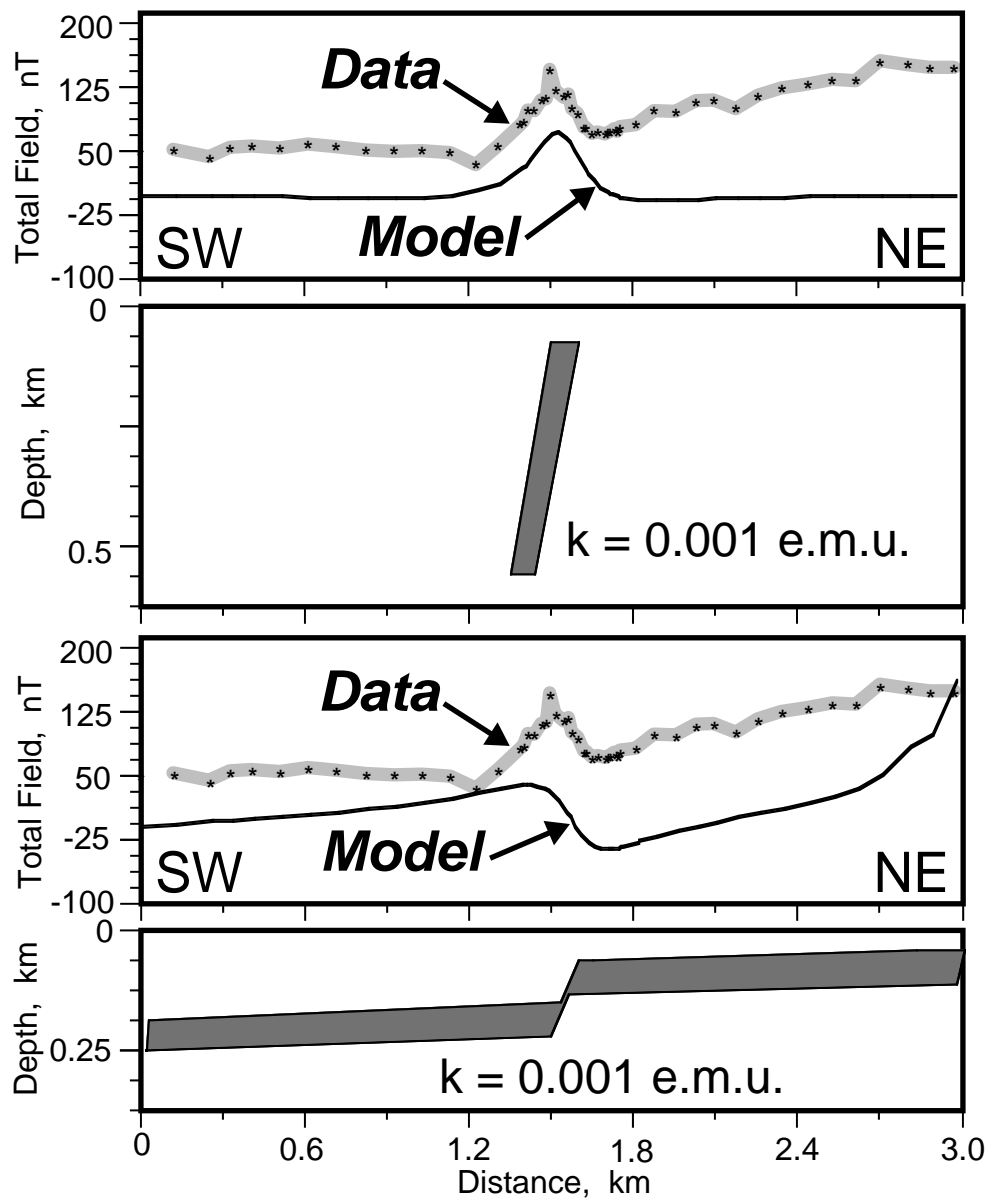 200
125
50
-25
-100
Total Field, nT
Data
Model
SW
NE
0
0.5
Depth, km
k = 0.001 e.m.u.
200
125
50
-25
-100
Total Field, nT
Data
Model
SW
NE
0
0.25
Depth, km
k = 0.001 e.m.u.
0 0.6 1.2 1.8 2.4 3.0
Distance, km